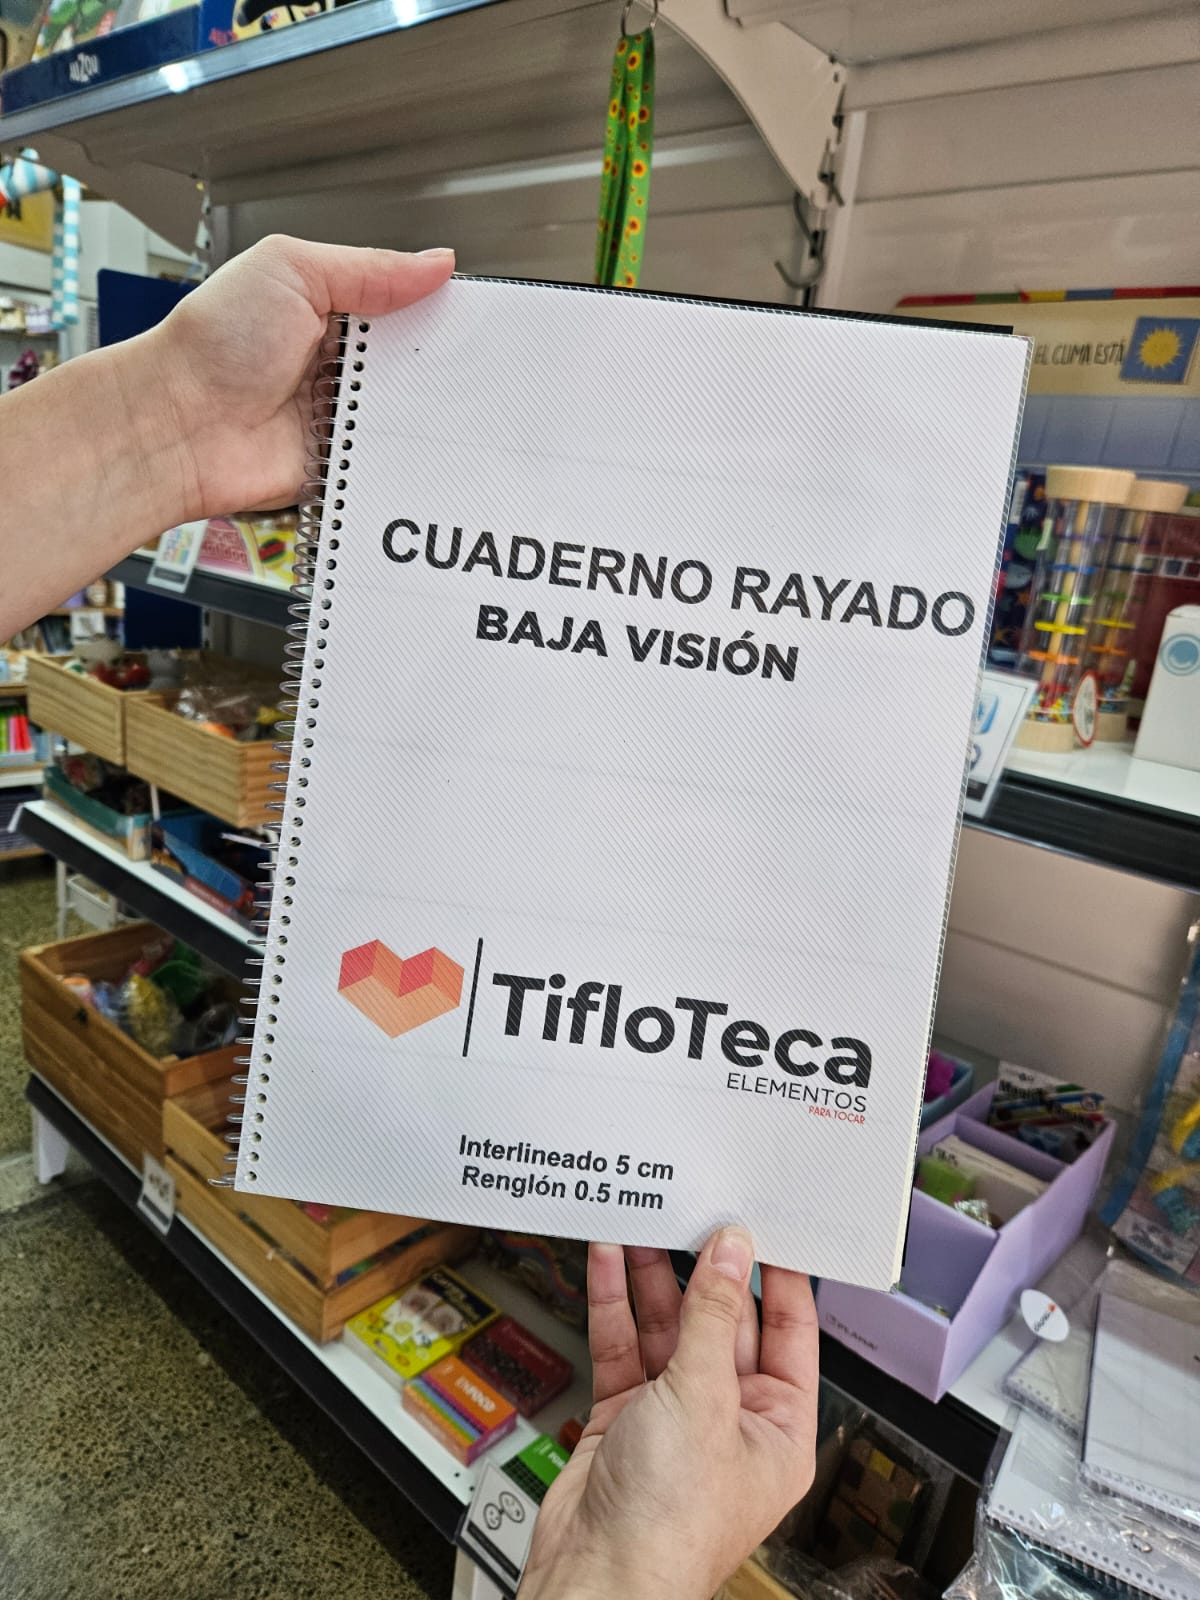 EL CLIMA ESTÁ
CUADERNO RAYADO
BAJA VISIÓN
TifloTeca
ELEMENTOS
PARA TOCAR
Interlineado 5 cm
Renglón 0.5 mm